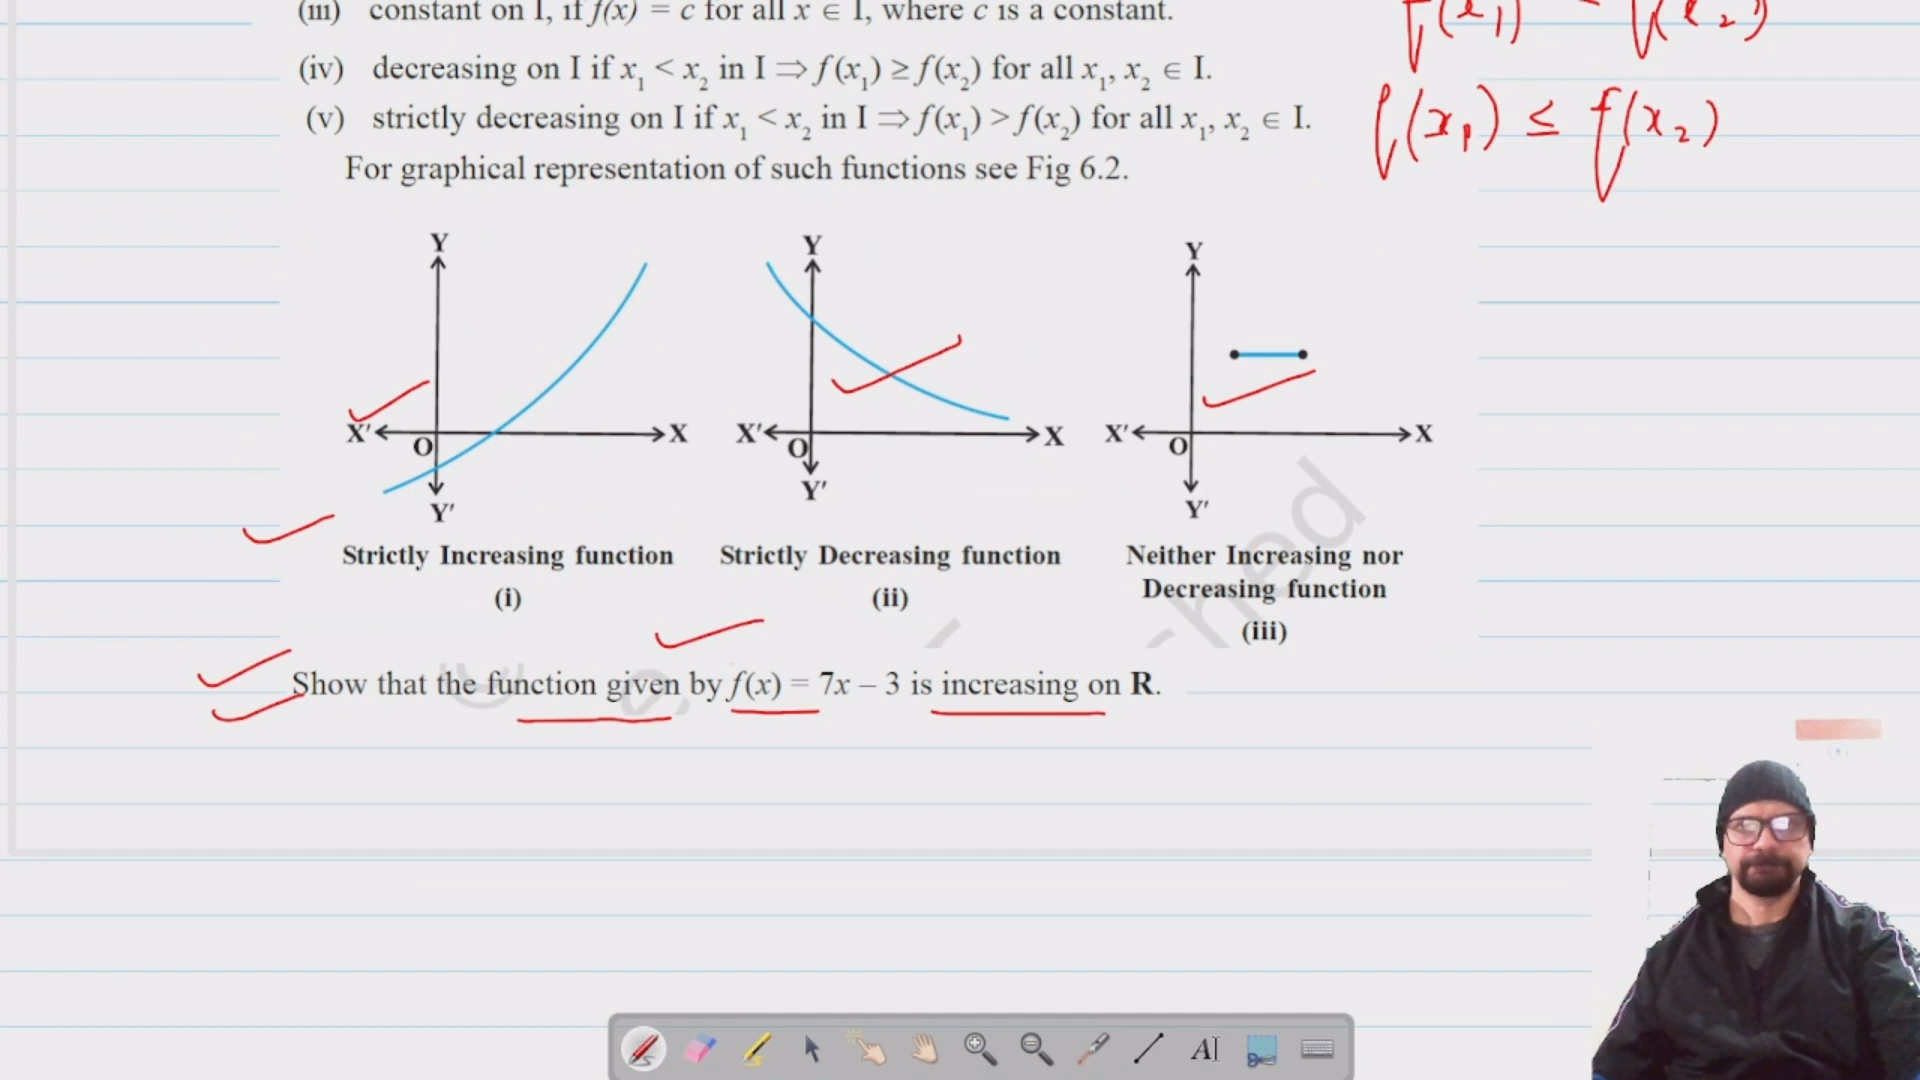 (iii) constant on I, if f(x) = c for all x ∈ I, where c is a constant.
(iv) decreasing on I if x₁ < x₂ in I ⇒ f(x₁) ≥ f(x₂) for all x₁, x₂ ∈ I.
(v) strictly decreasing on I if x₁ < x₂ in I ⇒ f(x₁) > f(x₂) for all x₁, x₂ ∈ I.
For graphical representation of such functions see Fig 6.2.
f(x₁) f(x₂)
f(x₁) ≤ f(x₂)
Y Y Y
X' O X X' O X X' O X
Y' Y' Y'
Strictly Increasing function
(i)
Strictly Decreasing function
(ii)
Neither Increasing nor
Decreasing function
(iii)
Show that the function given by f(x) = 7x – 3 is increasing on R.
AI